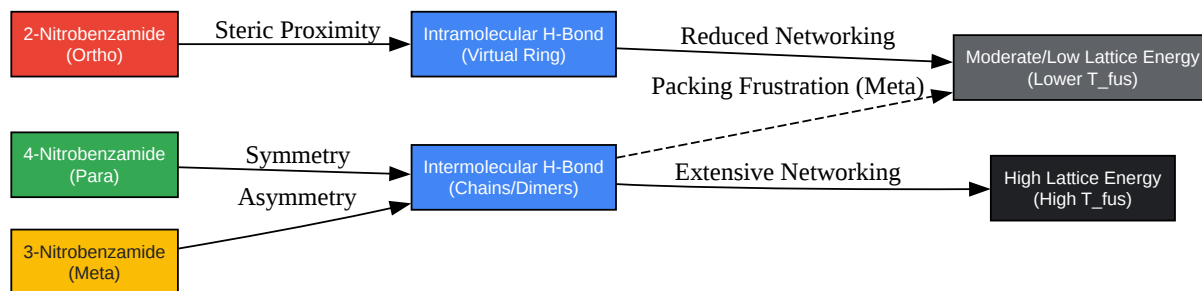 2-Nitrobenzamide
(Ortho)
Steric Proximity
Intramolecular H-Bond
(Virtual Ring)
Reduced Networking
Moderate/Low Lattice Energy
(Lower T_fus)
Packing Frustration (Meta)
4-Nitrobenzamide
(Para)
Symmetry
Asymmetry
Intermolecular H-Bond
(Chains/Dimers)
Extensive Networking
High Lattice Energy
(High T_fus)
3-Nitrobenzamide
(Meta)